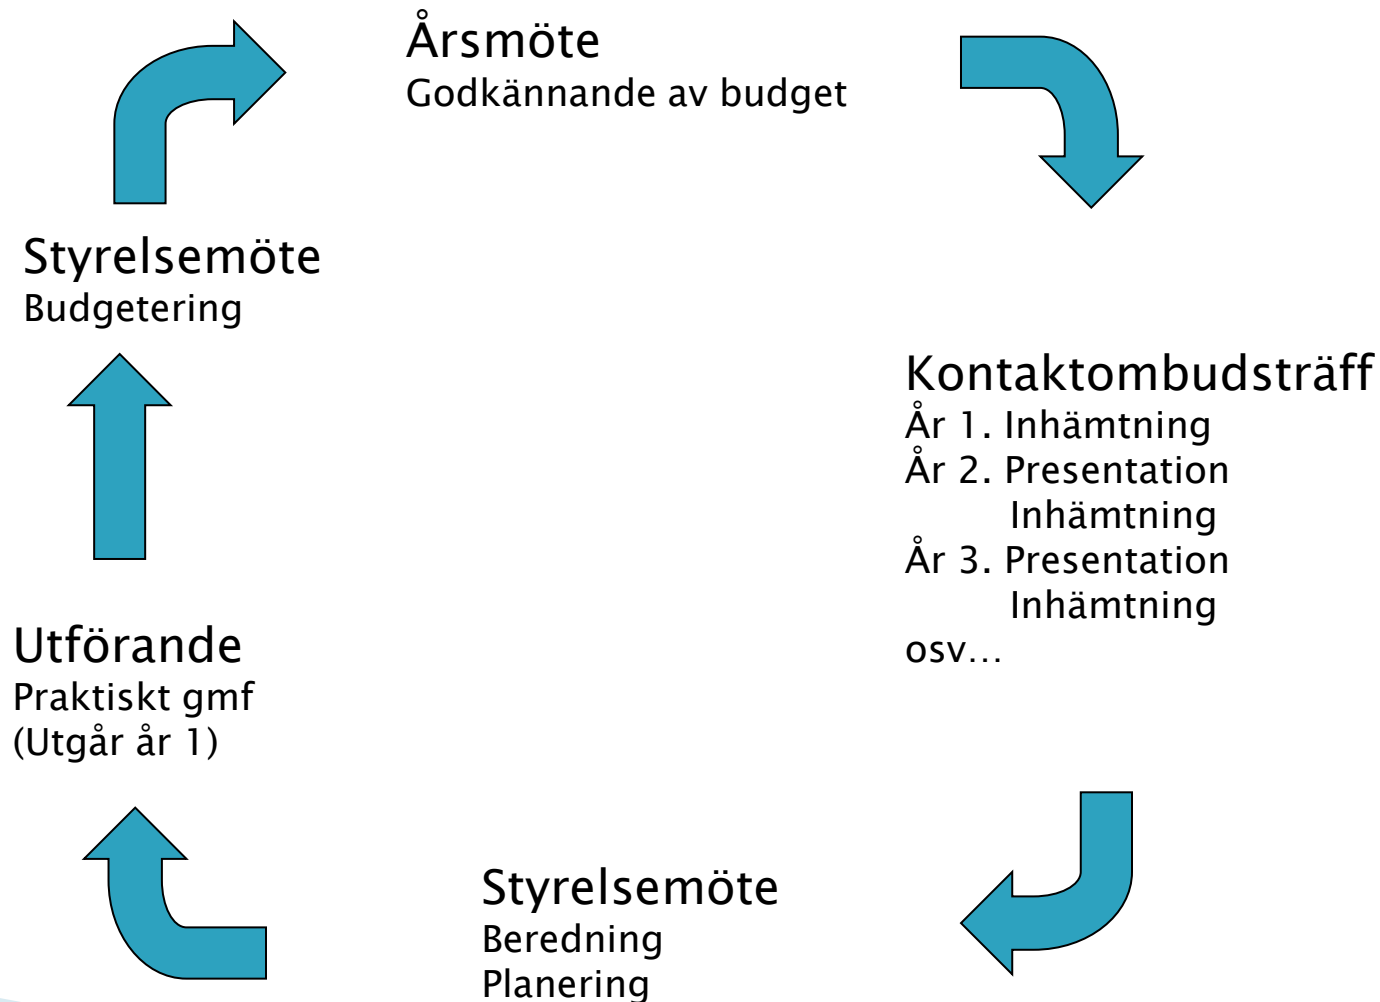 Årsmöte
Godkännande av budget
Styrelsemöte
Budgetering
Kontaktombudsträff
År 1. Inhämtning
År 2. Presentation
Inhämtning
År 3. Presentation
Inhämtning
osv…
Utförande
Praktiskt gmf
(Utgår år 1)
Styrelsemöte
Beredning
Planering